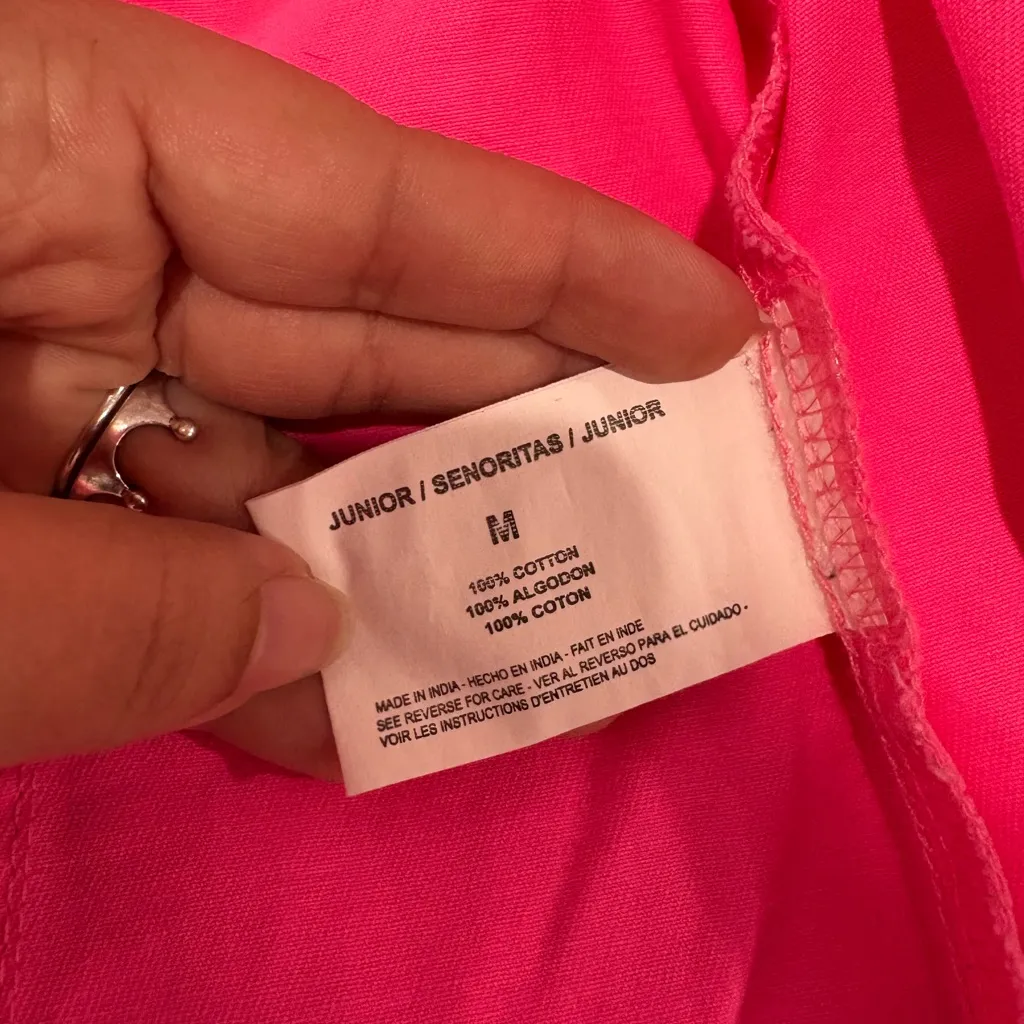 JUNIOR / SENORITAS / JUNIOR
M
100% COTTON
100% ALGODON
100% COTON
MADE IN INDIA - HECHO EN INDIA - FAIT EN INDE
SEE REVERSE FOR CARE - VER AL REVERSO PARA EL CUIDADO -
VOIR LES INSTRUCTIONS D'ENTRETIEN AU DOS